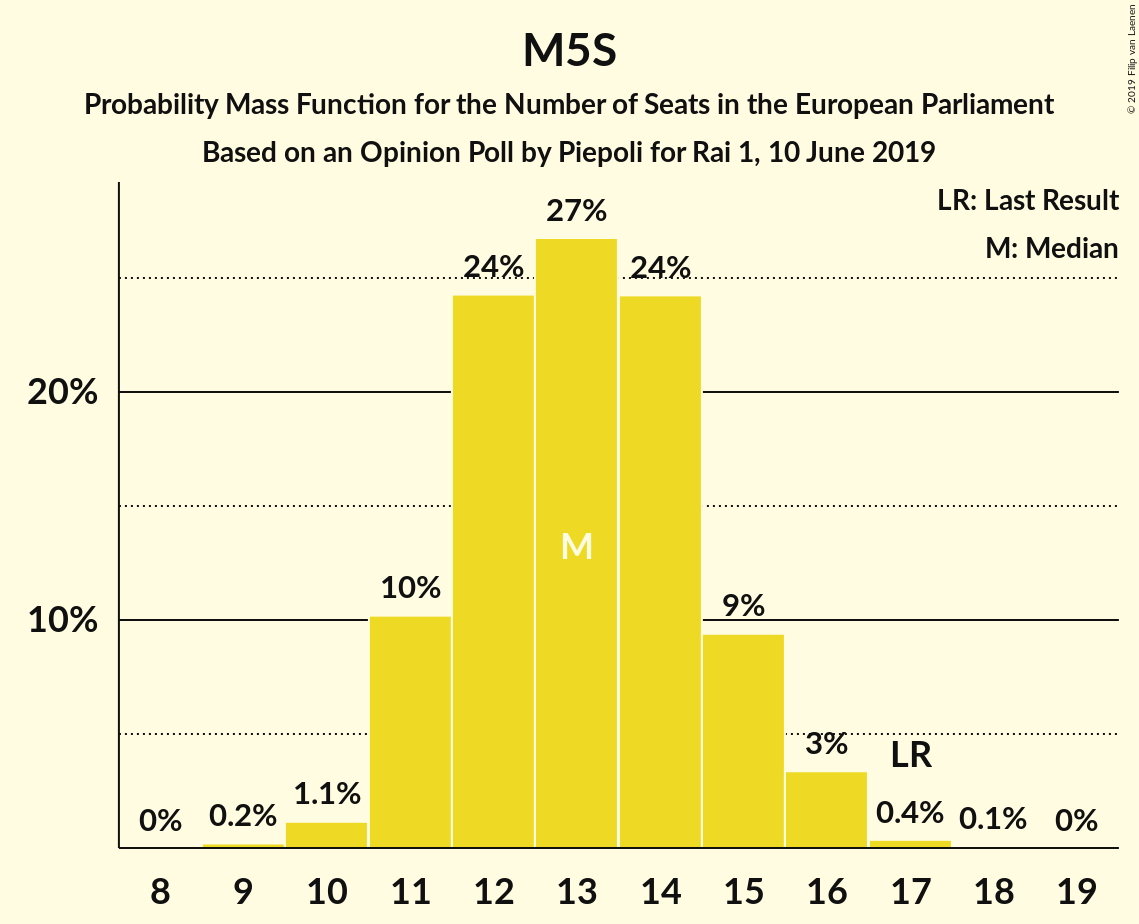 M5S
Probability Mass Function for the Number of Seats in the European Parliament
Based on an Opinion Poll by Piepoli for Rai 1, 10 June 2019
© 2019 Filip van Laenen
LR: Last Result
M: Median
20%
10%
0%
0.2%
1.1%
10%
24%
27%
24%
9%
3%
0.4%
0.1%
0%
M
LR
8 9 10 11 12 13 14 15 16 17 18 19